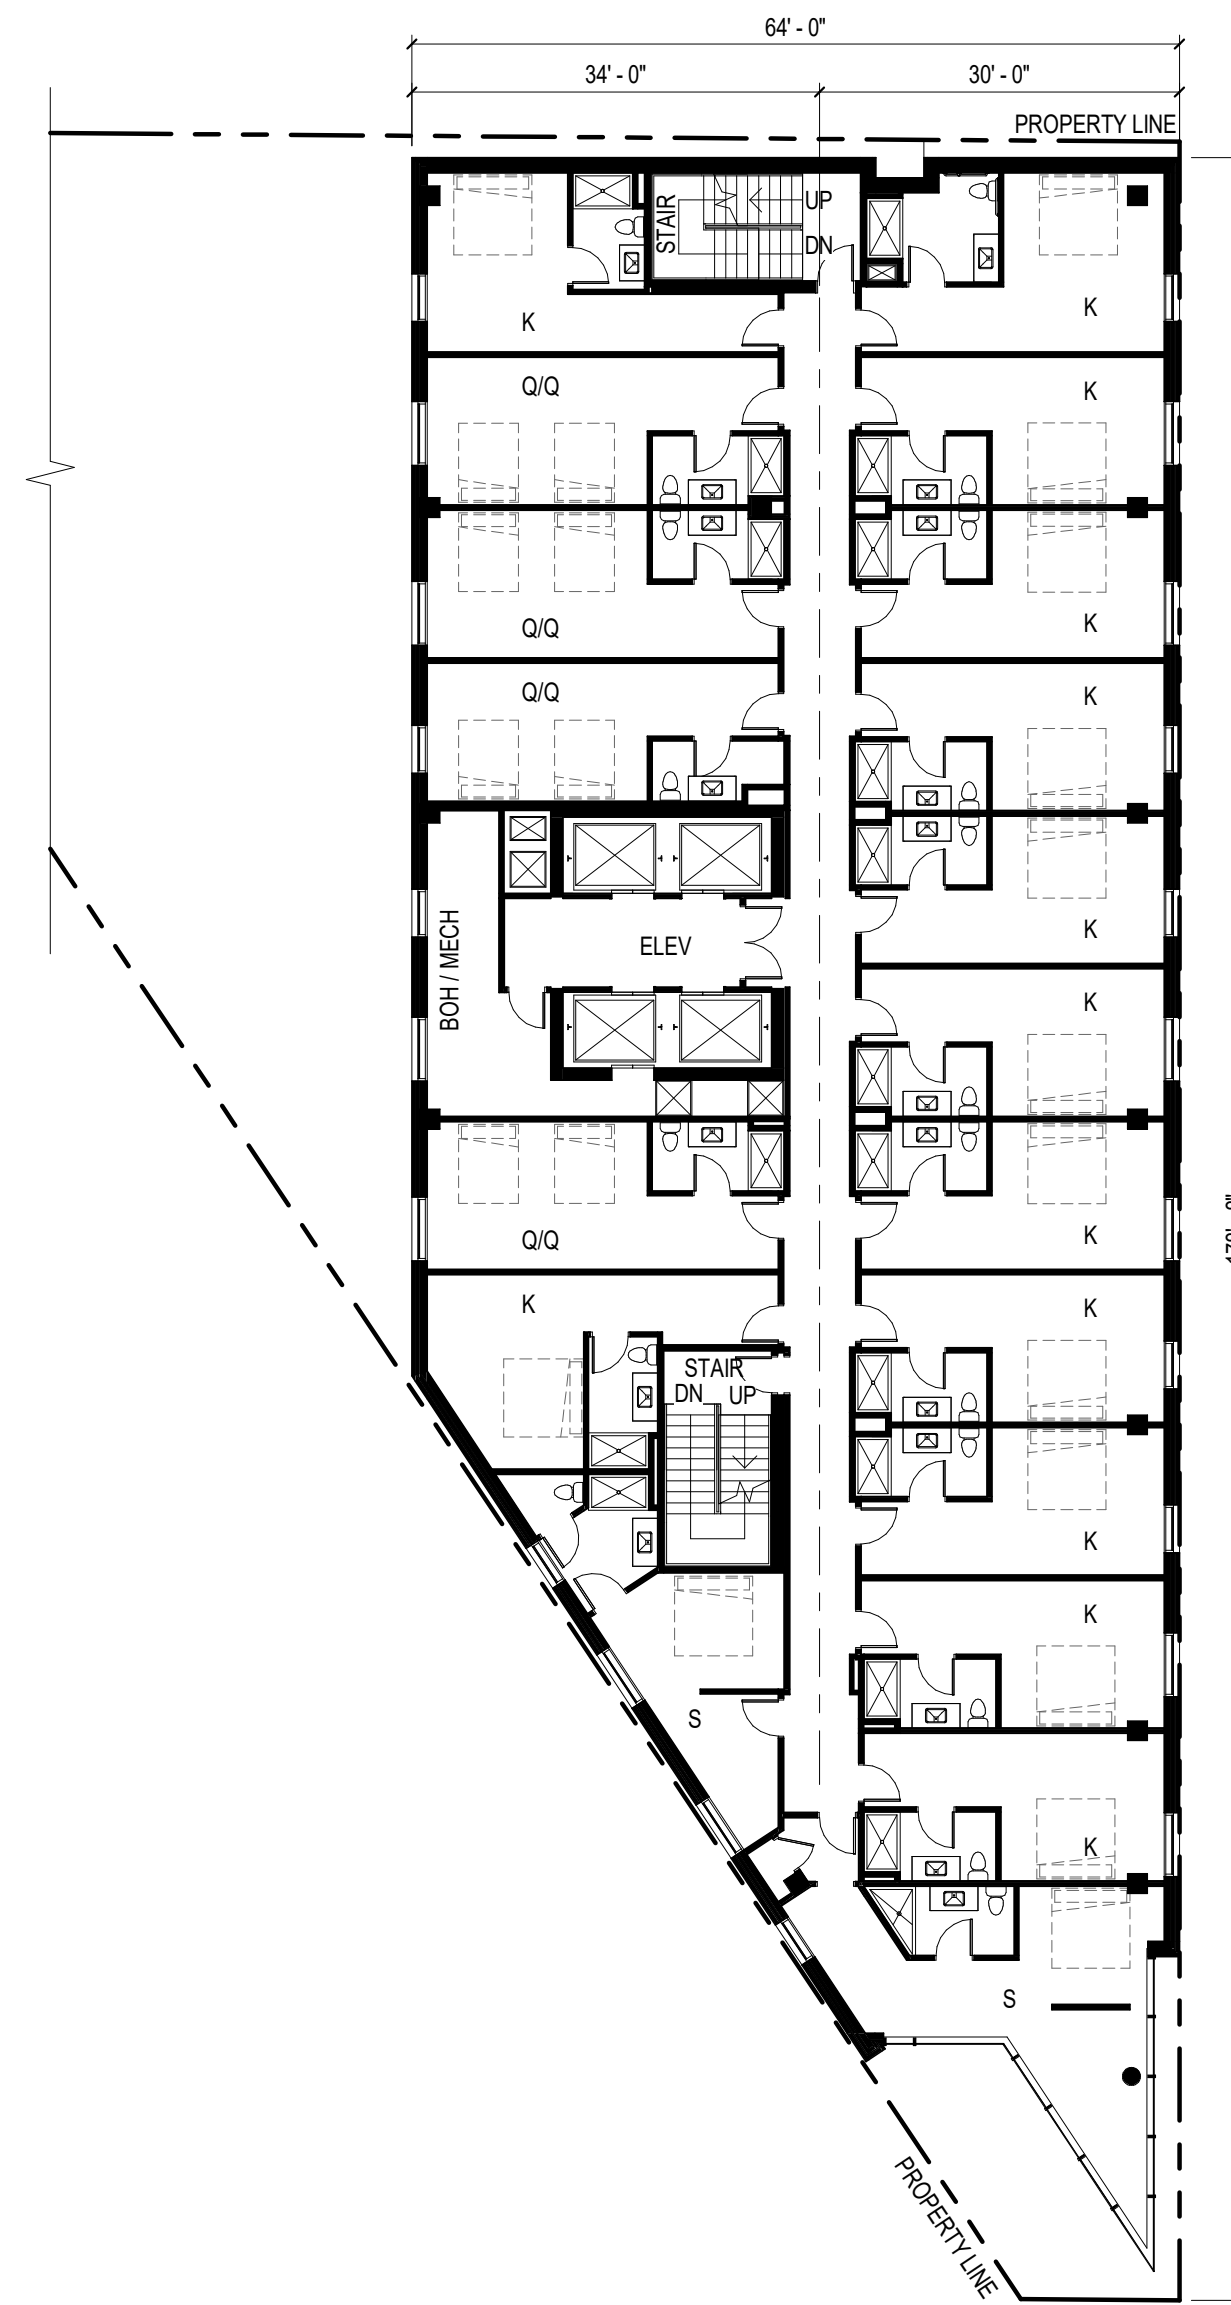 64' - 0"
34' - 0"
30' - 0"
PROPERTY LINE
STAIR
UP
DN
K
K
Q/Q
K
Q/Q
K
Q/Q
K
ELEV
BOH / MECH
K
K
Q/Q
K
K
K
STAIR
DN
UP
K
K
S
K
S
PROPERTY LINE